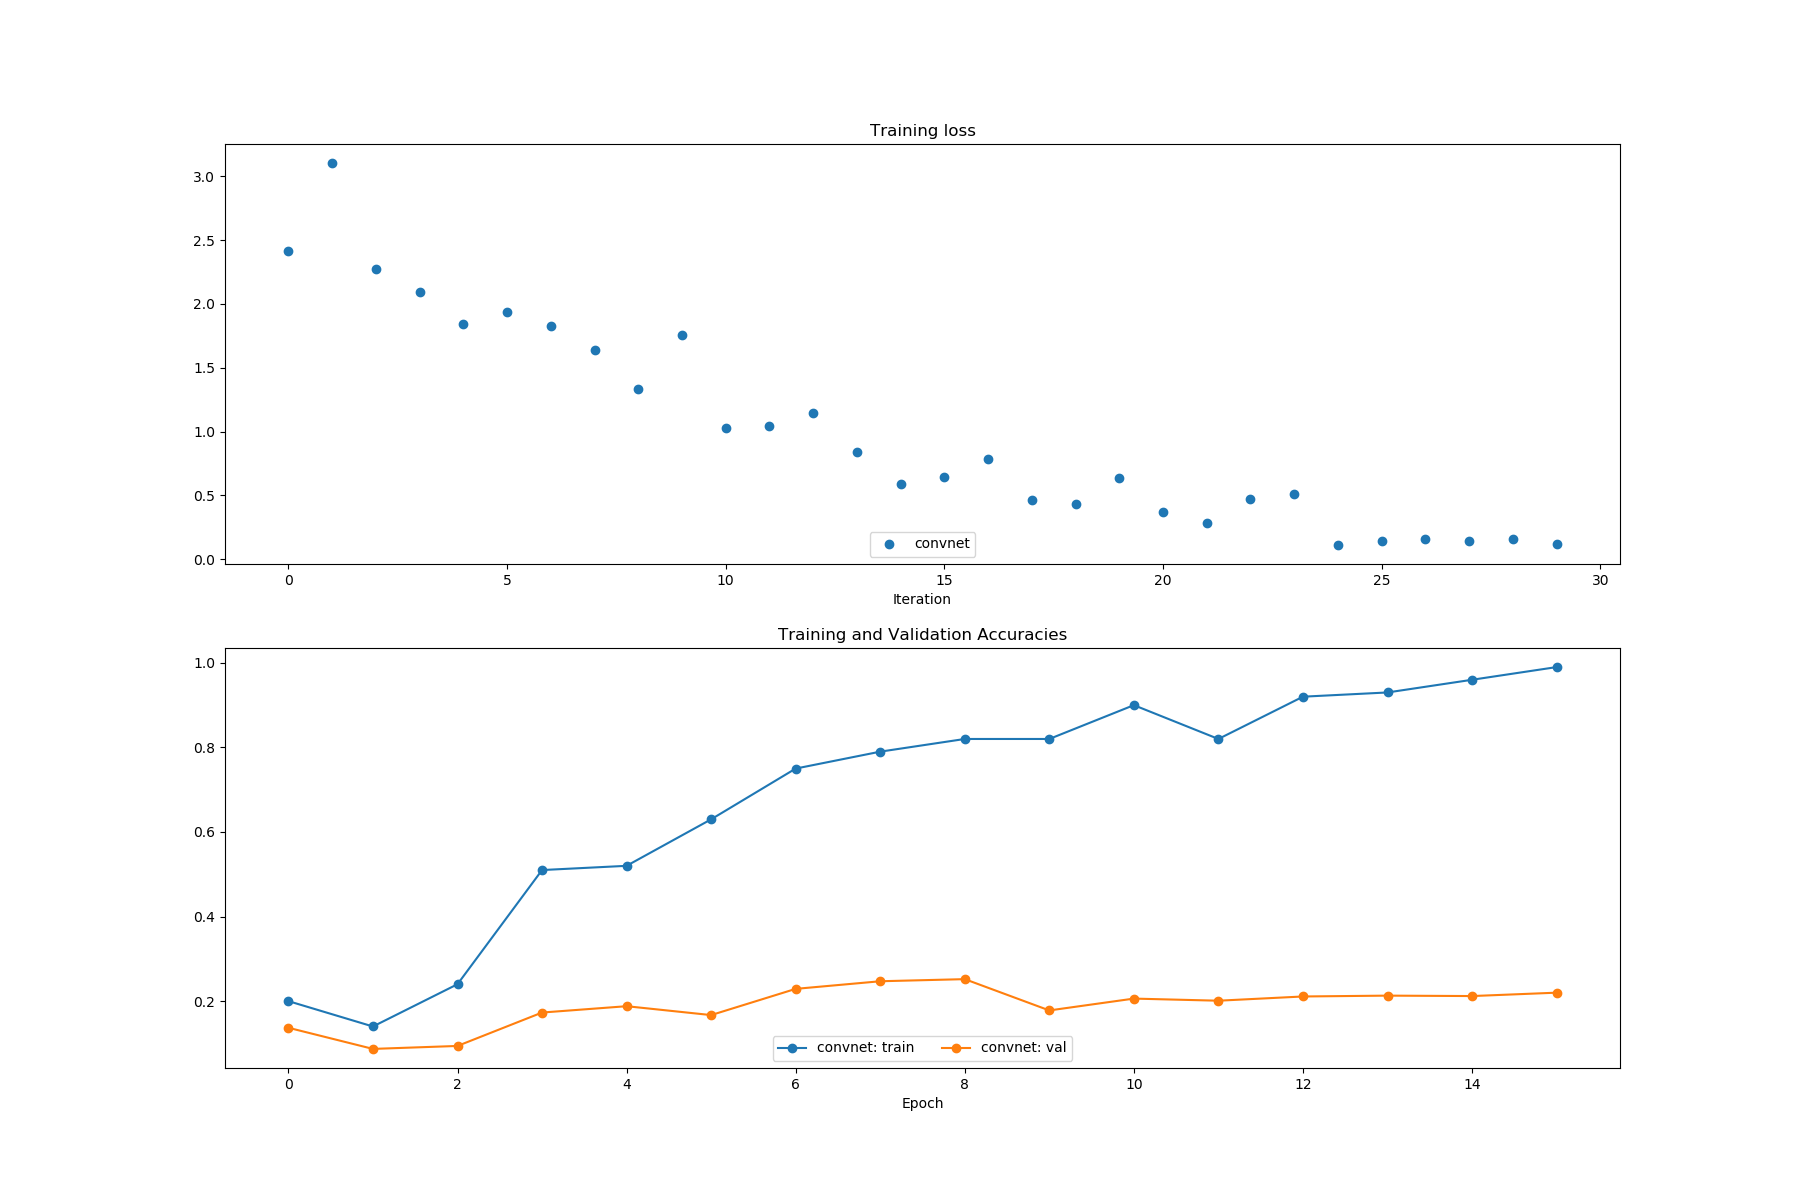 Training loss
3.0
2.5
2.0
1.5
1.0
0.5
0.0
convnet
0 5 10 15 20 25 30
Iteration
Training and Validation Accuracies
1.0
0.8
0.6
0.4
0.2
convnet: train convnet: val
0 2 4 6 8 10 12 14
Epoch